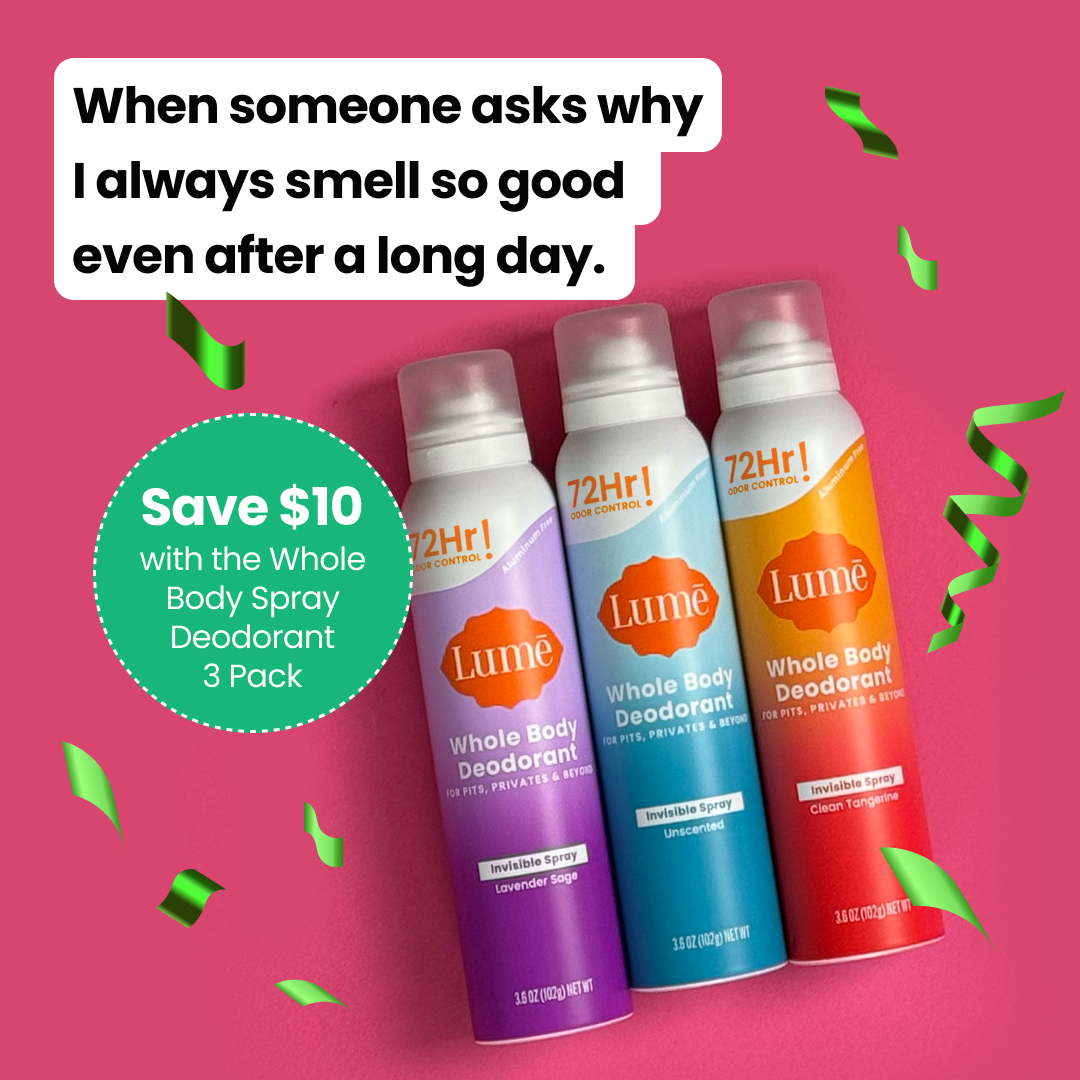 When someone asks why
I always smell so good
even after a long day.
Save $10
with the Whole
Body Spray
Deodorant
3 Pack
72Hr!
ODOR CONTROL
Aluminum Free
Lumē
Whole Body
Deodorant
FOR PITS, PRIVATES & BEYOND
Invisible Spray
Lavender Sage
3.6 OZ (102g) NET WT
72Hr!
ODOR CONTROL
Aluminum Free
Lumē
Whole Body
Deodorant
FOR PITS, PRIVATES & BEYOND
Invisible Spray
Unscented
3.6 OZ (102g) NET WT
72Hr!
ODOR CONTROL
Aluminum Free
Lumē
Whole Body
Deodorant
FOR PITS, PRIVATES & BEYOND
Invisible Spray
Clean Tangerine
3.6 OZ (102g) NET WT